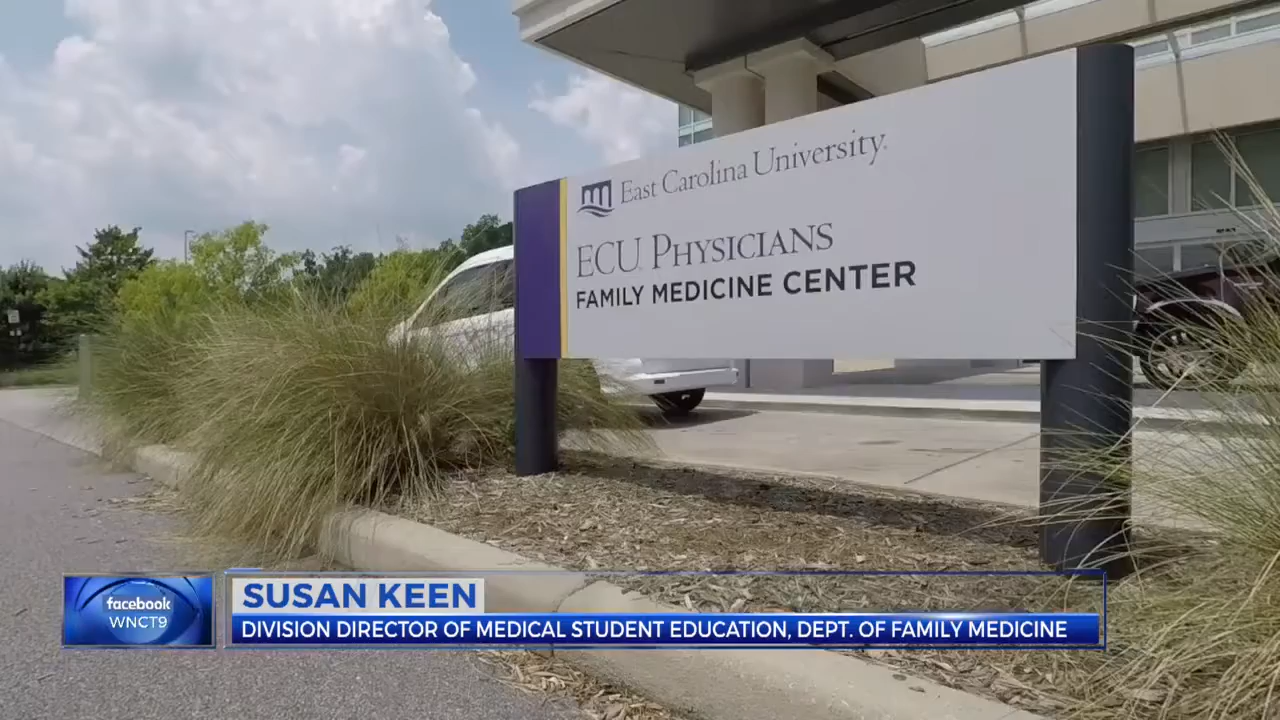 East Carolina University.
ECU PHYSICIANS
FAMILY MEDICINE CENTER
facebook
WNCT9
SUSAN KEEN
DIVISION DIRECTOR OF MEDICAL STUDENT EDUCATION, DEPT. OF FAMILY MEDICINE